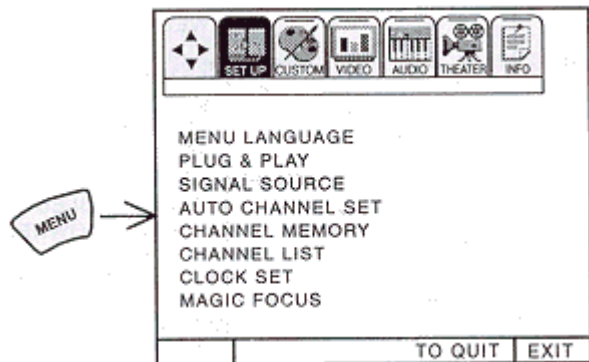 SET UP CUSTOM VIDEO AUDIO THEATER INFO
MENU LANGUAGE
PLUG & PLAY
SIGNAL SOURCE
AUTO CHANNEL SET
MENU
CHANNEL MEMORY
CHANNEL LIST
CLOCK SET
MAGIC FOCUS
TO QUIT EXIT